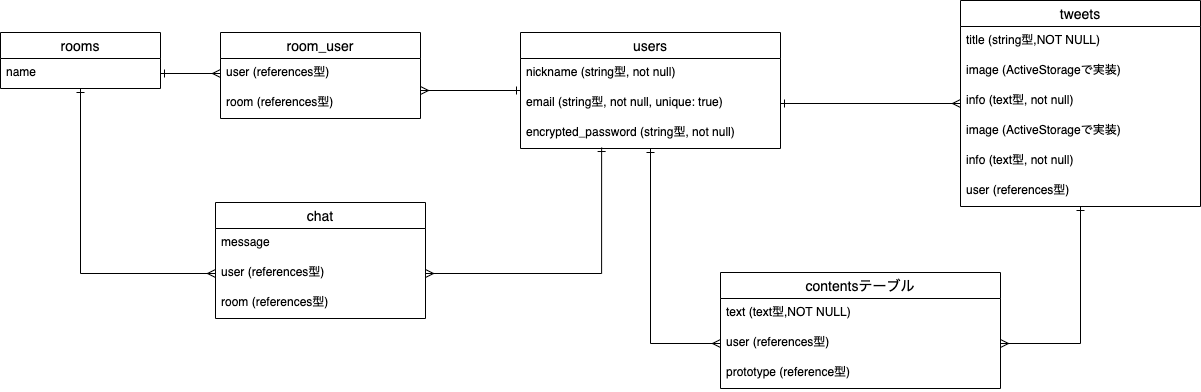 rooms
name
room_user
user (references型)
room (references型)
users
nickname (string型, not null)
email (string型, not null, unique: true)
encrypted_password (string型, not null)
tweets
title (string型,NOT NULL)
image (ActiveStorageで実装)
info (text型, not null)
image (ActiveStorageで実装)
info (text型, not null)
user (references型)
chat
message
user (references型)
room (references型)
contentsテーブル
text (text型,NOT NULL)
user (references型)
prototype (reference型)